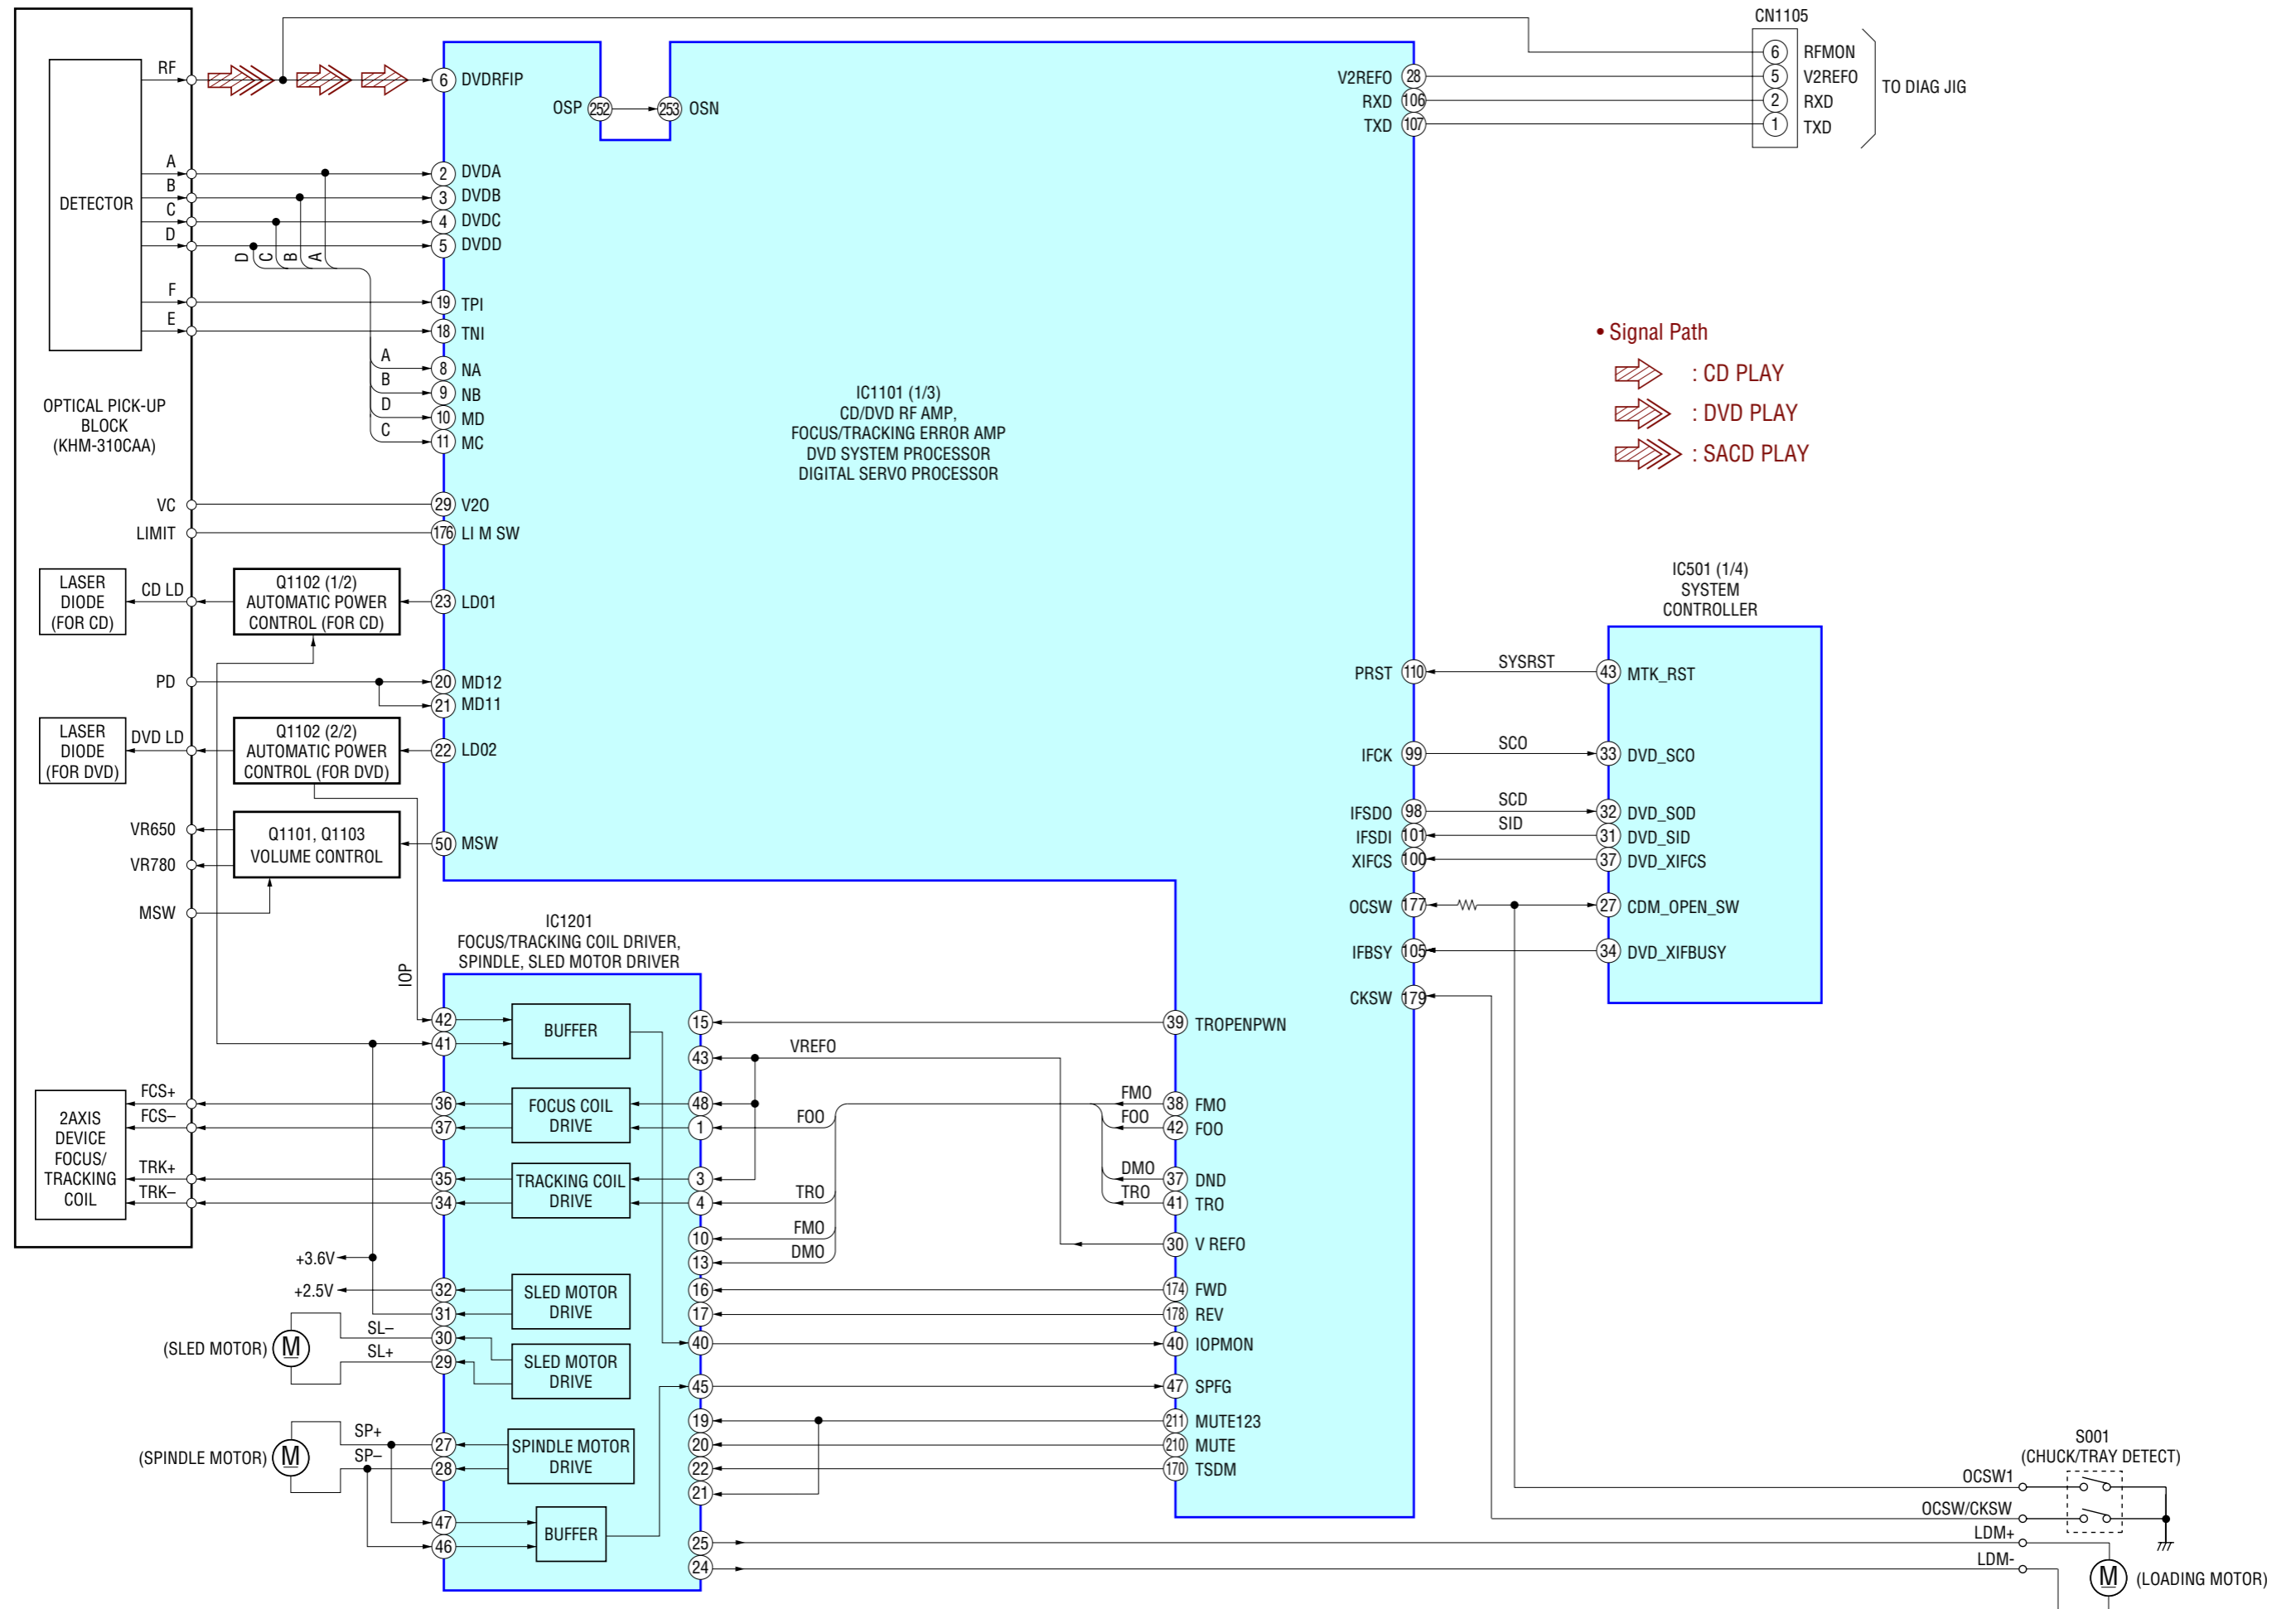 CN1105
6 RFMON
5 V2REFO
2 RXD
1 TXD
TO DIAG JIG
DETECTOR
RF
A
B
C
D
F
E
D C B A
A
B
D
C
OPTICAL PICK-UP
BLOCK
(KHM-310CAA)
6 DVDRFIP
OSP 252
253 OSN
2 DVDA
3 DVDB
4 DVDC
5 DVDD
19 TPI
18 TNI
8 NA
9 NB
10 MD
11 MC
V2REFO 28
RXD 106
TXD 107
IC1101 (1/3)
CD/DVD RF AMP,
FOCUS/TRACKING ERROR AMP
DVD SYSTEM PROCESSOR
DIGITAL SERVO PROCESSOR
• Signal Path
: CD PLAY
: DVD PLAY
: SACD PLAY
VC
29 V2O
LIMIT
176 LI M SW
LASER
DIODE
(FOR CD)
CD LD
Q1102 (1/2)
AUTOMATIC POWER
CONTROL (FOR CD)
23 LD01
PD
20 MD12
21 MD11
LASER
DIODE
(FOR DVD)
DVD LD
Q1102 (2/2)
AUTOMATIC POWER
CONTROL (FOR DVD)
22 LD02
VR650
VR780
Q1101, Q1103
VOLUME CONTROL
50 MSW
MSW
IC501 (1/4)
SYSTEM
CONTROLLER
PRST 110 SYSRST 43 MTK_RST
IFCK 99 SCO 33 DVD_SCO
IFSDO 98 SCD 32 DVD_SOD
IFSDI 101 SID 31 DVD_SID
XIFCS 100 37 DVD_XIFCS
OCSW 177 27 CDM_OPEN_SW
IFBSY 105 34 DVD_XIFBUSY
CKSW 179
IC1201
FOCUS/TRACKING COIL DRIVER,
SPINDLE, SLED MOTOR DRIVER
IOP
42
41
BUFFER
15
43
VREFO
39 TROPENPWN
2AXIS
DEVICE
FOCUS/
TRACKING
COIL
FCS+
FCS–
TRK+
TRK–
36
37
35
34
FOCUS COIL
DRIVE
TRACKING COIL
DRIVE
48
1 FOO
3
4 TRO
10 FMO
13 DMO
FMO 38 FMO
FOO 42 FOO
DMO 37 DND
TRO 41 TRO
30 V REFO
+3.6V
+2.5V
32
31
SLED MOTOR
DRIVE
16
17
174 FWD
178 REV
(SLED MOTOR) M
SL–
SL+
30
29
SLED MOTOR
DRIVE
40
40 IOPMON
45
47 SPFG
(SPINDLE MOTOR) M
SP+
SP–
27
28
SPINDLE MOTOR
DRIVE
19
20
22
21
211 MUTE123
210 MUTE
170 TSDM
47
46
BUFFER
25
24
S001
(CHUCK/TRAY DETECT)
OCSW1
OCSW/CKSW
LDM+
LDM-
M (LOADING MOTOR)